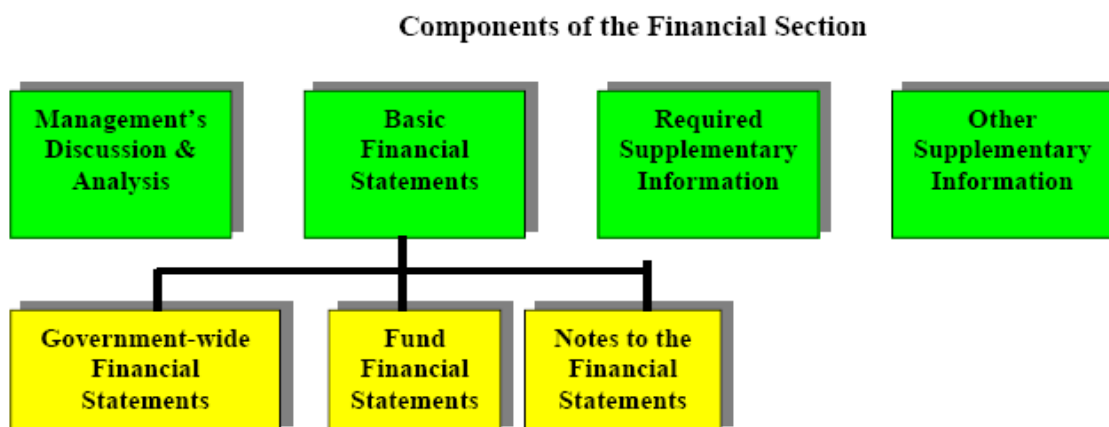 Components of the Financial Section
Management’s
Discussion &
Analysis
Basic
Financial
Statements
Required
Supplementary
Information
Other
Supplementary
Information
Government-wide
Financial
Statements
Fund
Financial
Statements
Notes to the
Financial
Statements